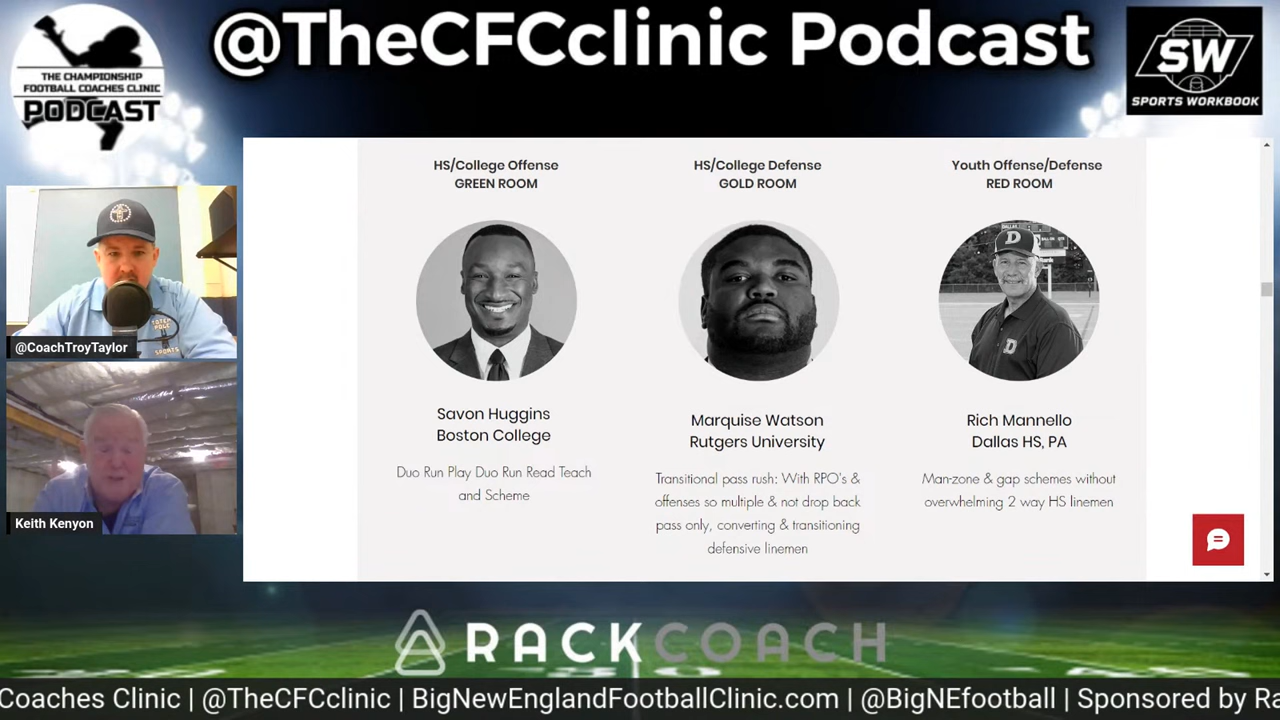 @TheCFCclinic Podcast
THE CHAMPIONSHIP
FOOTBALL COACHES CLINIC
PODCAST
SW
SPORTS WORKBOOK
HS/College Offense
GREEN ROOM
HS/College Defense
GOLD ROOM
Youth Offense/Defense
RED ROOM
D
D
TOTEM
POLE
SPORTS
@CoachTroyTaylor
Keith Kenyon
Savon Huggins
Boston College
Duo Run Play Duo Run Read Teach
and Scheme
Marquise Watson
Rutgers University
Transitional pass rush: With RPO's &
offenses so multiple & not drop back
pass only, converting & transitioning
defensive linemen
Rich Mannello
Dallas HS, PA
Man-zone & gap schemes without
overwhelming 2 way HS linemen
RACKCOACH
Coaches Clinic | @TheCFCclinic | BigNewEnglandFootballClinic.com | @BigNEfootball | Sponsored by Ra